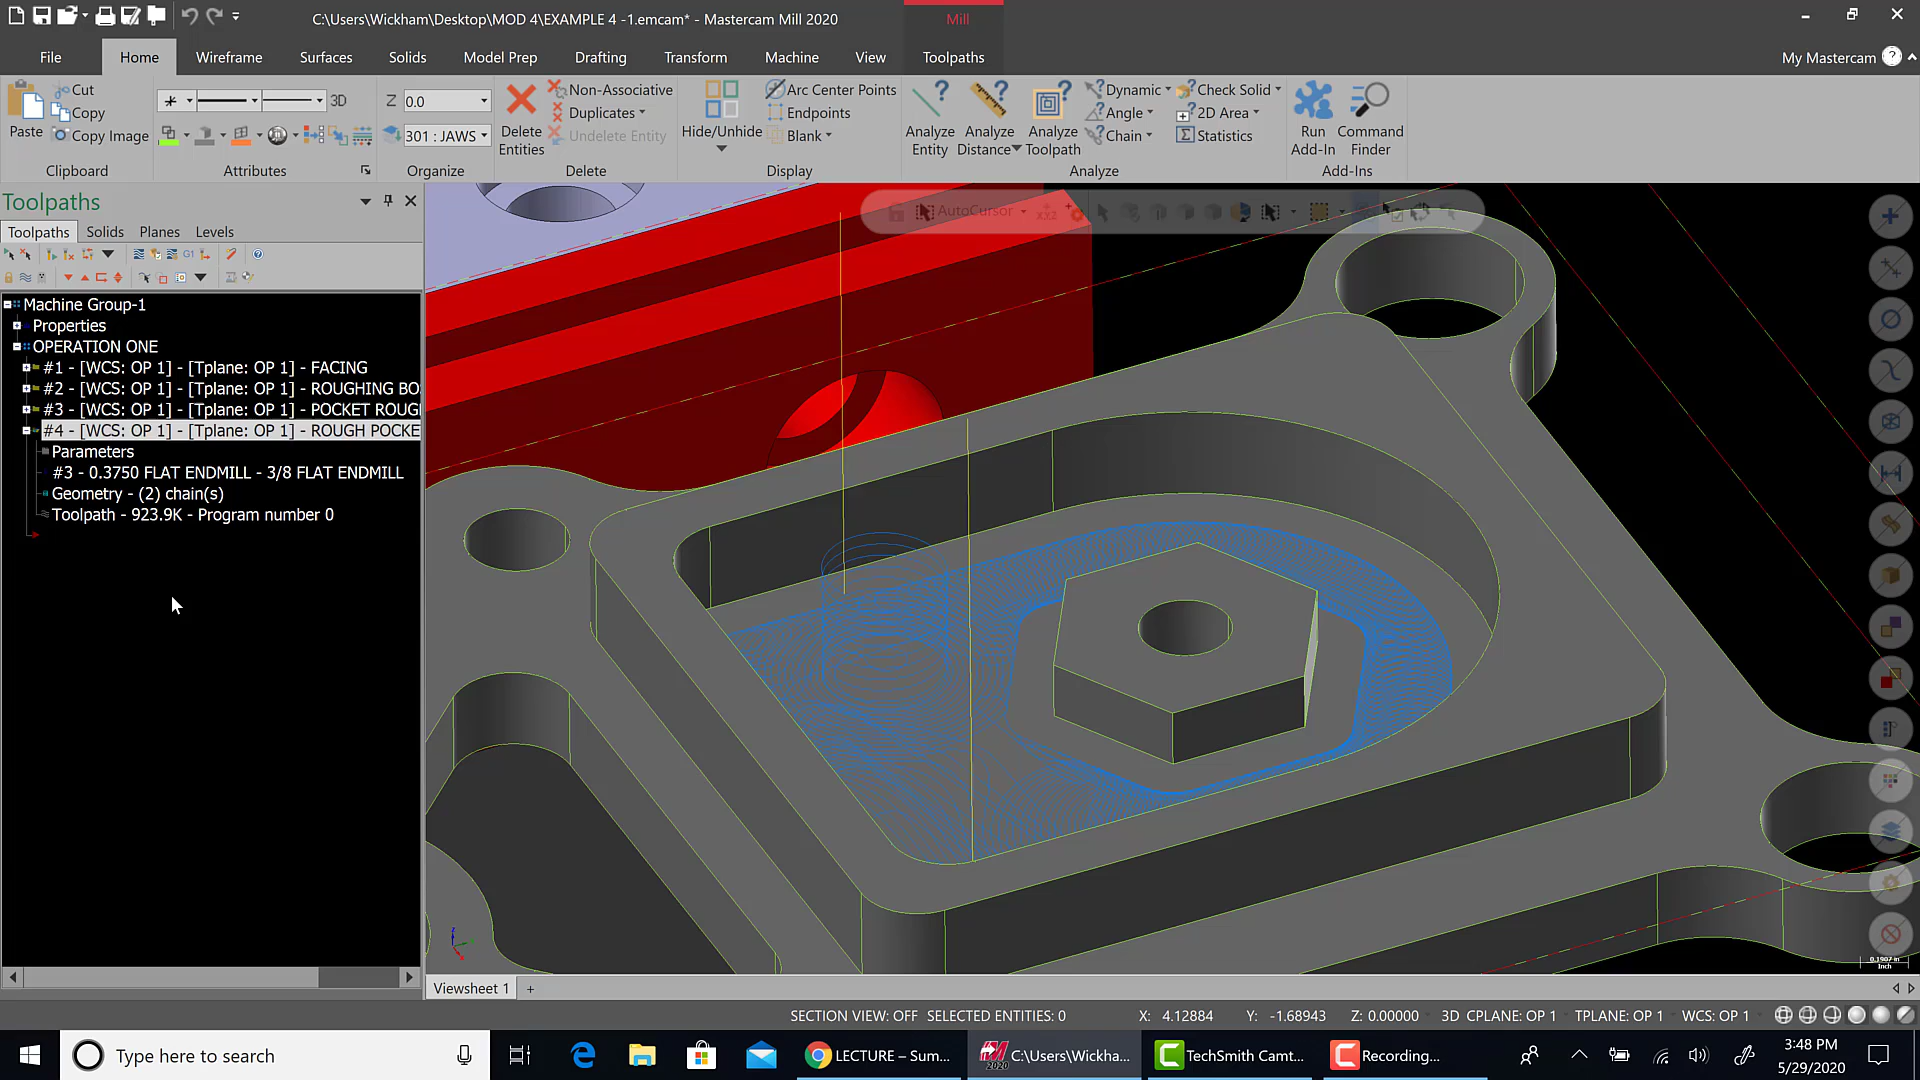 C:\Users\Wickham\Desktop\MOD 4\EXAMPLE 4 -1.emcam* - Mastercam Mill 2020
Mill
File
Home
Wireframe
Surfaces
Solids
Model Prep
Drafting
Transform
Machine
View
Toolpaths
My Mastercam
Paste
Cut
Copy
Copy Image
Clipboard
3D
Attributes
Z 0.0
301 : JAWS
Organize
Delete Entities
Non-Associative
Duplicates
Undelete Entity
Delete
Hide/Unhide
Arc Center Points
Endpoints
Blank
Display
Analyze Entity
Analyze Distance
Analyze Toolpath
Dynamic
Angle
Chain
Check Solid
2D Area
Statistics
Analyze
Run Add-In
Command Finder
Add-Ins
Toolpaths
Toolpaths
Solids
Planes
Levels
G1
Machine Group-1
Properties
OPERATION ONE
#1 - [WCS: OP 1] - [Tplane: OP 1] - FACING
#2 - [WCS: OP 1] - [Tplane: OP 1] - ROUGHING BO
#3 - [WCS: OP 1] - [Tplane: OP 1] - POCKET ROUG
#4 - [WCS: OP 1] - [Tplane: OP 1] - ROUGH POCKE
Parameters
#3 - 0.3750 FLAT ENDMILL - 3/8 FLAT ENDMILL
Geometry - (2) chain(s)
Toolpath - 923.9K - Program number 0
AutoCursor
0.1907 in
Inch
Viewsheet 1
SECTION VIEW: OFF SELECTED ENTITIES: 0 X: 4.12884 Y: -1.68943 Z: 0.00000 3D CPLANE: OP 1 TPLANE: OP 1 WCS: OP 1
Type here to search
LECTURE – Sum...
C:\Users\Wickha...
TechSmith Camt...
Recording...
3:48 PM
5/29/2020